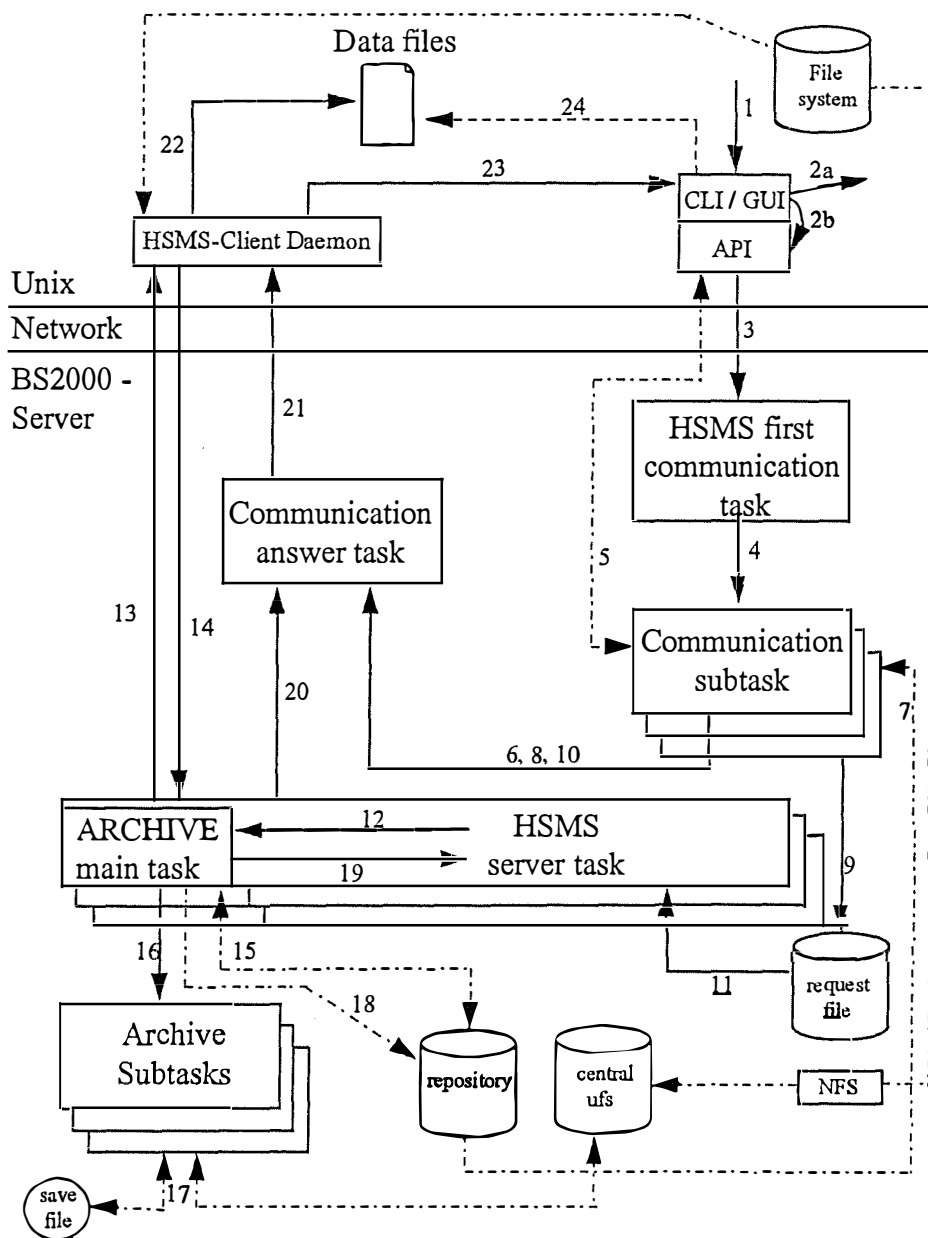 Data files
File
system
1
24
22
23
2a
CLI / GUI
2b
HSMS-Client Daemon
API
Unix
Network
3
BS2000 -
Server
21
HSMS first
communication
task
Communication
answer task
5
4
13
14
Communication
subtask
20
7
6, 8, 10
ARCHIVE
main task
12
HSMS
server task
19
9
16
15
11
request
file
18
Archive
Subtasks
repository
central
ufs
NFS
17
save
file